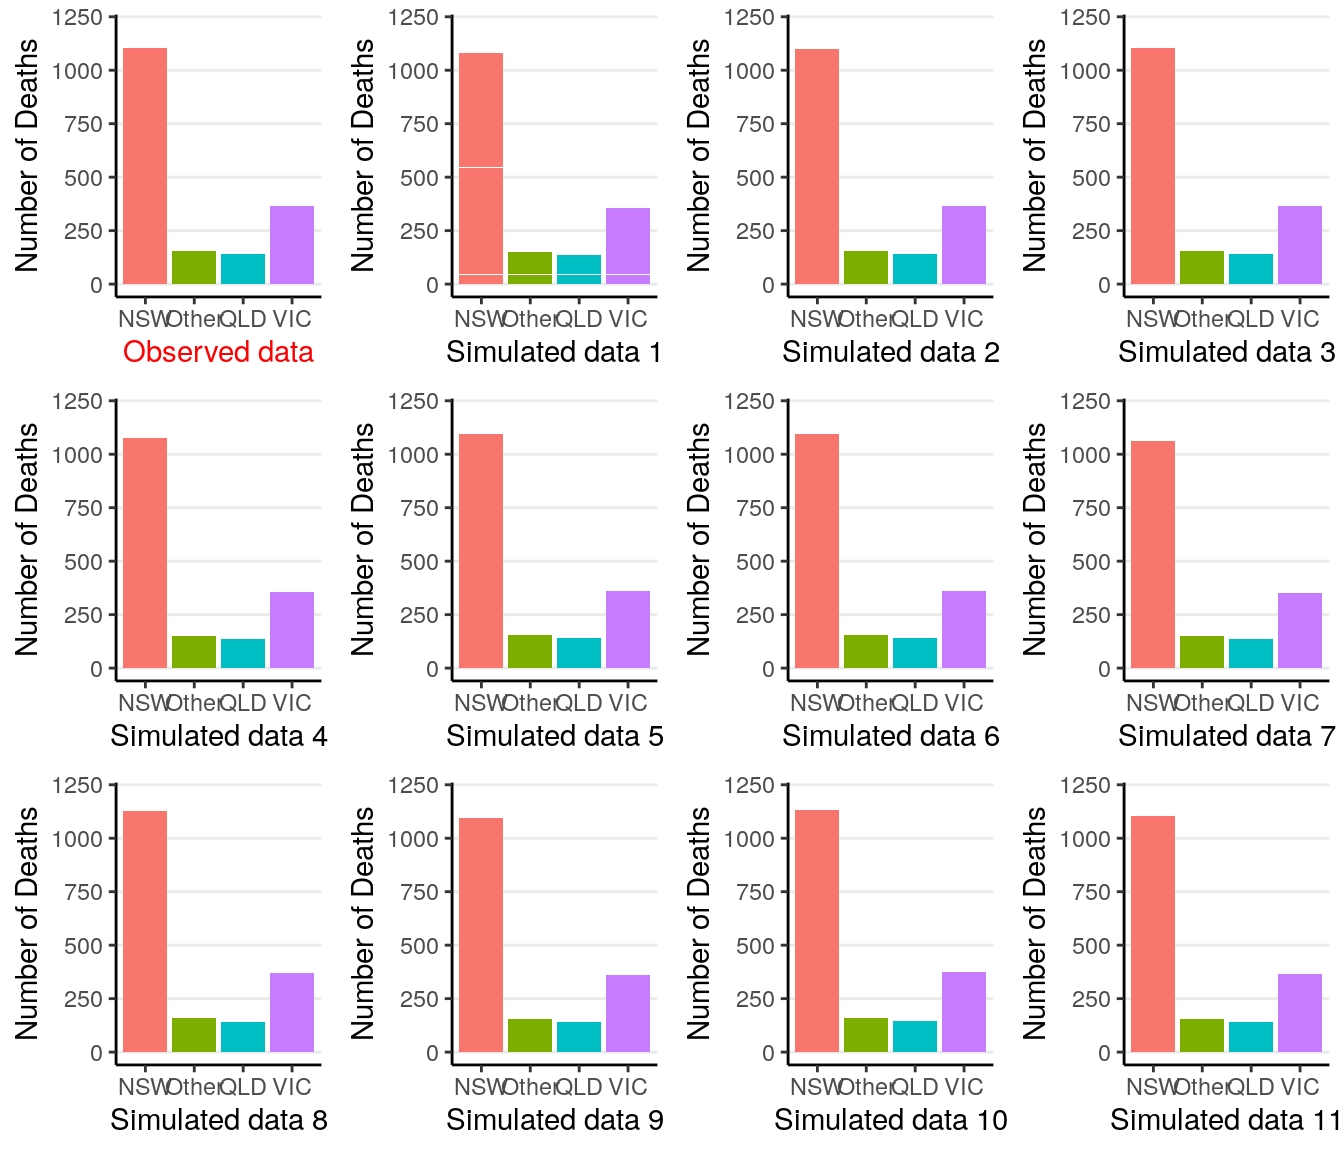 Number of Deaths
1250
1000
750
500
250
0
NSW Other QLD VIC
Observed data
Number of Deaths
1250
1000
750
500
250
0
NSW Other QLD VIC
Simulated data 1
Number of Deaths
1250
1000
750
500
250
0
NSW Other QLD VIC
Simulated data 2
Number of Deaths
1250
1000
750
500
250
0
NSW Other QLD VIC
Simulated data 3
Number of Deaths
1250
1000
750
500
250
0
NSW Other QLD VIC
Simulated data 4
Number of Deaths
1250
1000
750
500
250
0
NSW Other QLD VIC
Simulated data 5
Number of Deaths
1250
1000
750
500
250
0
NSW Other QLD VIC
Simulated data 6
Number of Deaths
1250
1000
750
500
250
0
NSW Other QLD VIC
Simulated data 7
Number of Deaths
1250
1000
750
500
250
0
NSW Other QLD VIC
Simulated data 8
Number of Deaths
1250
1000
750
500
250
0
NSW Other QLD VIC
Simulated data 9
Number of Deaths
1250
1000
750
500
250
0
NSW Other QLD VIC
Simulated data 10
Number of Deaths
1250
1000
750
500
250
0
NSW Other QLD VIC
Simulated data 11